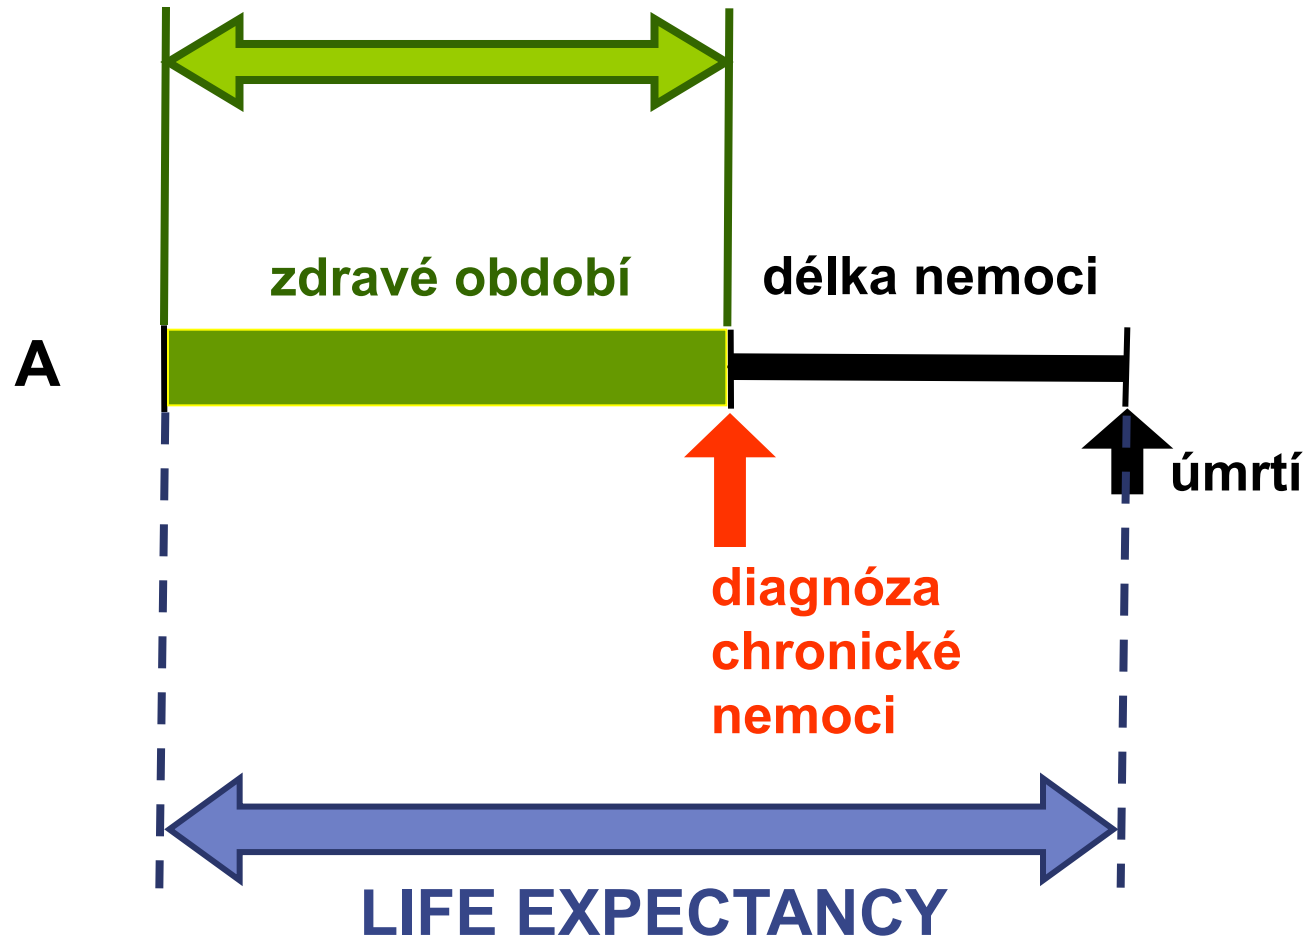 zdravé období
délka nemoci
A
úmrtí
diagnóza
chronické
nemoci
LIFE EXPECTANCY